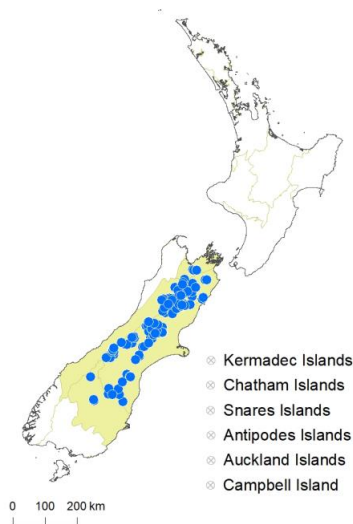 Kermadec Islands
Chatham Islands
Snares Islands
Antipodes Islands
Auckland Islands
Campbell Island
0 100 200 km